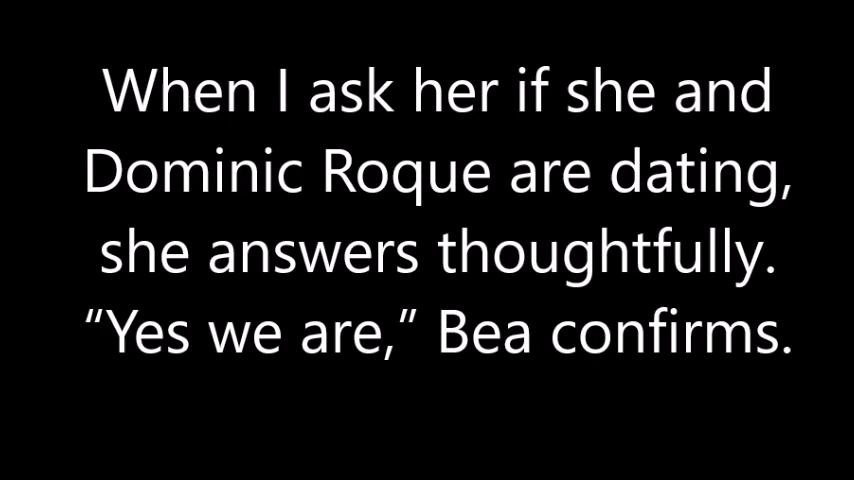 When I ask her if she and
Dominic Roque are dating,
she answers thoughtfully.
“Yes we are,” Bea confirms.